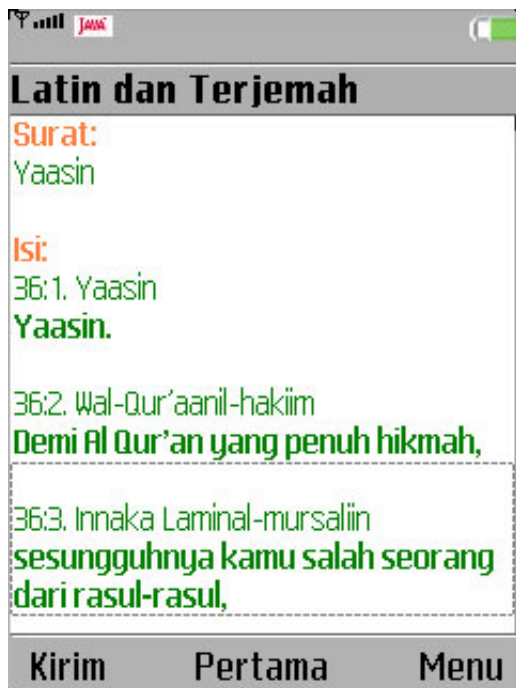 JAVA
Latin dan Terjemah
Surat:
Yaasin
Isi:
36:1. Yaasin
Yaasin.
36:2. Wal-Qur'aanil-hakiim
Demi Al Qur'an yang penuh hikmah,
36:3. Innaka Laminal-mursaliin
sesungguhnya kamu salah seorang
dari rasul-rasul,
Kirim Pertama Menu